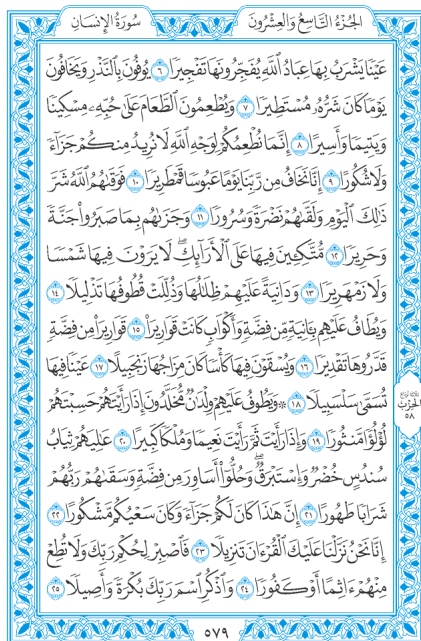 الجُزْءُ التَّاسِعُ وَالعِشْرُونَ
سُورَةُ الإِنسَانِ
عَيْنًا يَشْرَبُ بِهَا عِبَادُ ٱللَّهِ يُفَجِّرُونَهَا تَفْجِيرًا ٦ يُوفُونَ بِٱلنَّذْرِ وَيَخَافُونَ
يَوْمًا كَانَ شَرُّهُۥ مُسْتَطِيرًا ٧ وَيُطْعِمُونَ ٱلطَّعَامَ عَلَىٰ حُبِّهِۦ مِسْكِينًا
وَيَتِيمًا وَأَسِيرًا ٨ إِنَّمَا نُطْعِمُكُمْ لِوَجْهِ ٱللَّهِ لَا نُرِيدُ مِنكُمْ جَزَآءً
وَلَا شُكُورًا ٩ إِنَّا نَخَافُ مِن رَّبِّنَا يَوْمًا عَبُوسًا قَمْطَرِيرًا ١٠ فَوَقَىٰهُمُ ٱللَّهُ شَرَّ
ذَٰلِكَ ٱلْيَوْمِ وَلَقَّىٰهُمْ نَضْرَةً وَسُرُورًا ١١ وَجَزَىٰهُم بِمَا صَبَرُوا۟ جَنَّةً
وَحَرِيرًا ١٢ مُّتَّكِـِٔينَ فِيهَا عَلَى ٱلْأَرَآئِكِ ۖ لَا يَرَوْنَ فِيهَا شَمْسًا
وَلَا زَمْهَرِيرًا ١٣ وَدَانِيَةً عَلَيْهِمْ ظِلَٰلُهَا وَذُلِّلَتْ قُطُوفُهَا تَذْلِيلًا ١٤
وَيُطَافُ عَلَيْهِم بِـَٔانِيَةٍ مِّن فِضَّةٍ وَأَكْوَابٍ كَانَتْ قَوَارِيرَا۠ ١٥ قَوَارِيرَا۟ مِن فِضَّةٍ
قَدَّرُوهَا تَقْدِيرًا ١٦ وَيُسْقَوْنَ فِيهَا كَأْسًا كَانَ مِزَاجُهَا زَنجَبِيلًا ١٧ عَيْنًا فِيهَا
تُسَمَّىٰ سَلْسَبِيلًا ١٨ ۞ وَيَطُوفُ عَلَيْهِمْ وِلْدَٰنٌ مُّخَلَّدُونَ إِذَا رَأَيْتَهُمْ حَسِبْتَهُمْ
لُؤْلُؤًا مَّنثُورًا ١٩ وَإِذَا رَأَيْتَ ثَمَّ رَأَيْتَ نَعِيمًا وَمُلْكًا كَبِيرًا ٢٠ عَٰلِيَهُمْ ثِيَابُ
سُندُسٍ خُضْرٌ وَإِسْتَبْرَقٌ ۖ وَحُلُّوٓا۟ أَسَاوِرَ مِن فِضَّةٍ وَسَقَىٰهُمْ رَبُّهُمْ
شَرَابًا طَهُورًا ٢١ إِنَّ هَٰذَا كَانَ لَكُمْ جَزَآءً وَكَانَ سَعْيُكُم مَّشْكُورًا ٢٢
إِنَّا نَحْنُ نَزَّلْنَا عَلَيْكَ ٱلْقُرْءَانَ تَنزِيلًا ٢٣ فَٱصْبِرْ لِحُكْمِ رَبِّكَ وَلَا تُطِعْ
مِنْهُمْ ءَاثِمًا أَوْ كَفُورًا ٢٤ وَٱذْكُرِ ٱسْمَ رَبِّكَ بُكْرَةً وَأَصِيلًا ٢٥
الحِزْب
٥٨
٥٧٩